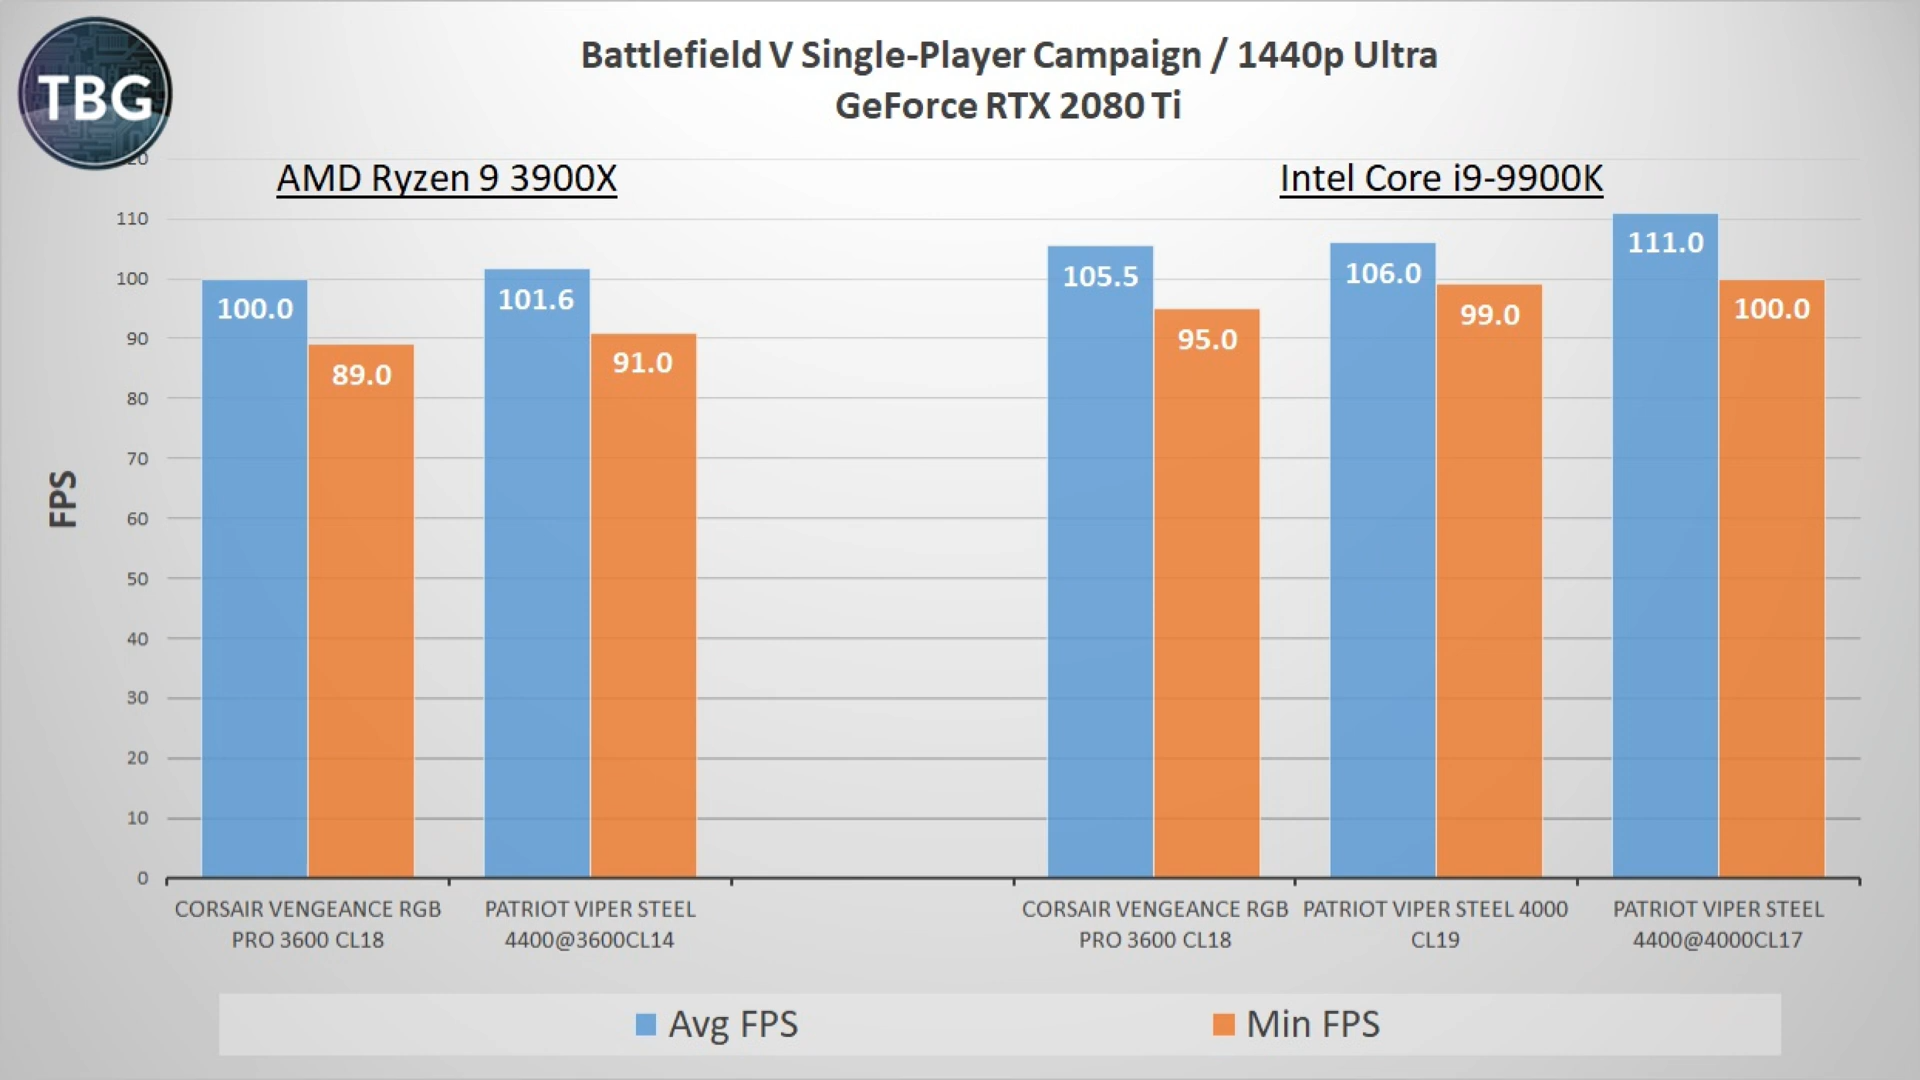 TBG
Battlefield V Single-Player Campaign / 1440p Ultra
GeForce RTX 2080 Ti
AMD Ryzen 9 3900X
Intel Core i9-9900K
20
110
100
90
80
70
60
50
40
30
20
10
0
FPS
100.0
89.0
101.6
91.0
105.5
95.0
106.0
99.0
111.0
100.0
CORSAIR VENGEANCE RGB
PRO 3600 CL18
PATRIOT VIPER STEEL
4400@3600CL14
CORSAIR VENGEANCE RGB
PRO 3600 CL18
PATRIOT VIPER STEEL 4000
CL19
PATRIOT VIPER STEEL
4400@4000CL17
Avg FPS
Min FPS